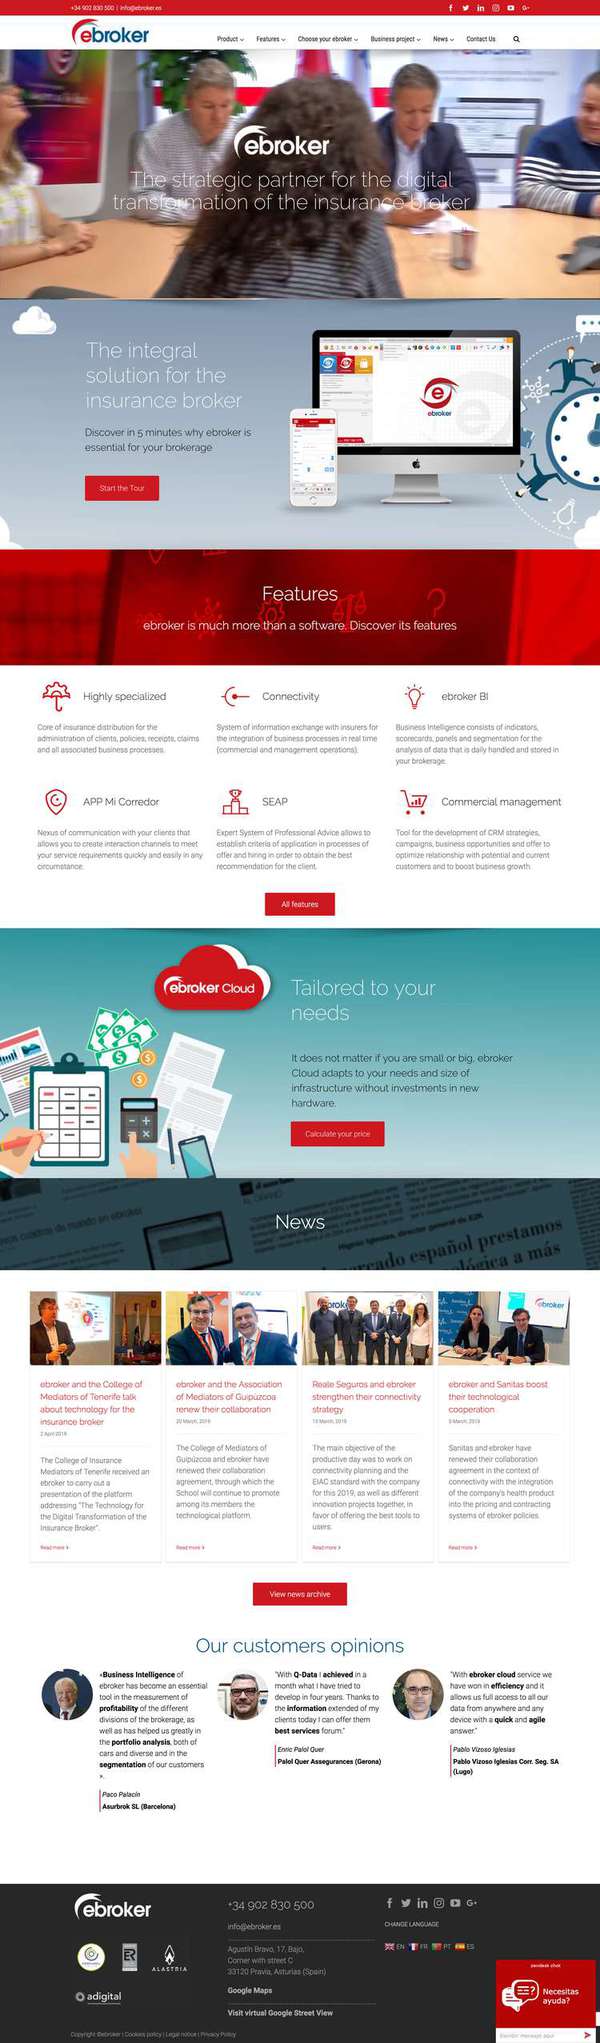 +34 902 830 500 | info@ebroker.es
ebroker
Product
Features
Choose your ebroker
Business project
News
Contact Us
ebroker
The strategic partner for the digital
transformation of the insurance broker
The integral
solution for the
insurance broker
Discover in 5 minutes why ebroker is
essential for your brokerage
Start the Tour
ebroker
Features
ebroker is much more than a software. Discover its features
Highly specialized
Core of insurance distribution for the
administration of clients, policies, receipts, claims
and all associated business processes.
Connectivity
System of information exchange with insurers for
the integration of business processes in real time
(commercial and management operations).
ebroker BI
Business Intelligence consists of indicators,
scorecards, panels and segmentation for the
analysis of data that is daily handled and stored in
your brokerage.
APP Mi Corredor
Nexus of communication with your clients that
allows you to create interaction channels to meet
your service requirements quickly and easily in any
circumstance.
SEAP
Expert System of Professional Advice allows to
establish criteria of application in processes of
offer and hiring in order to obtain the best
recommendation for the client.
Commercial management
Tool for the development of CRM strategies,
campaigns, business opportunities and offer to
optimize relationship with potential and current
customers and to boost business growth.
All features
ebroker Cloud
Tailored to your
needs
It does not matter if you are small or big, ebroker
Cloud adapts to your needs and size of
infrastructure without investments in new
hardware.
Calculate your price
News
ebroker and the College of
Mediators of Tenerife talk
about technology for the
insurance broker
2 April 2019
The College of Insurance
Mediators of Tenerife received an
ebroker to carry out a
presentation of the platform
addressing "The Technology for
the Digital Transformation of the
Insurance Broker".
Read more >
ebroker and the Association
of Mediators of Guipúzcoa
renew their collaboration
20 March, 2019
The College of Mediators of
Guipúzcoa and ebroker have
renewed their collaboration
agreement, through which the
School will continue to promote
among its members the
technological platform.
Read more >
Reale Seguros and ebroker
strengthen their connectivity
strategy
The main objective of the
productive day was to work on
connectivity planning and the
EIAC standard with the company
for this 2019, as well as different
innovation projects together, in
favor of offering the best tools to
users.
Read more >
ebroker and Sanitas boost
their technological
cooperation
Sanitas and ebroker have
renewed their collaboration
agreement in the context of
connectivity with the integration
of the company's health product
into the pricing and contracting
systems of ebroker policies.
Read more >
View news archive
Our customers opinions
«Business Intelligence of
ebroker has become an essential
tool in the measurement of
profitability of the different
divisions of the brokerage, as
well as has helped us greatly in
the portfolio analysis, both of
cars and diverse and in the
segmentation of our customers
».
Paco Palacín
Asurbrok SL (Barcelona)
"With Q-Data I achieved in a
month what I have tried to
develop in four years. Thanks to
the information extended of my
clients today I can offer them
best services forum."
Enric Palol Quer
Palol Quer Assegurances (Gerona)
"With ebroker cloud service we
have won in efficiency and it
allows us full access to all our
data from anywhere and any
device with a quick and agile
answer."
Pablo Vizoso Iglesias
Pablo Vizoso Iglesias Corr. Seg. SA
(Lugo)
ebroker
ALASTRIA
adigital
+34 902 830 500
info@ebroker.es
Agustín Bravo, 17, Bajo,
Corner with street C
33120 Pravia, Asturias (Spain)
Google Maps
Visit virtual Google Street View
CHANGE LANGUAGE
EN FR PT ES
zendesk chat
Necesitas
ayuda?
Escribir mensaje aquí
Copyright ©ebroker | Cookies policy | Legal notice | Privacy Policy